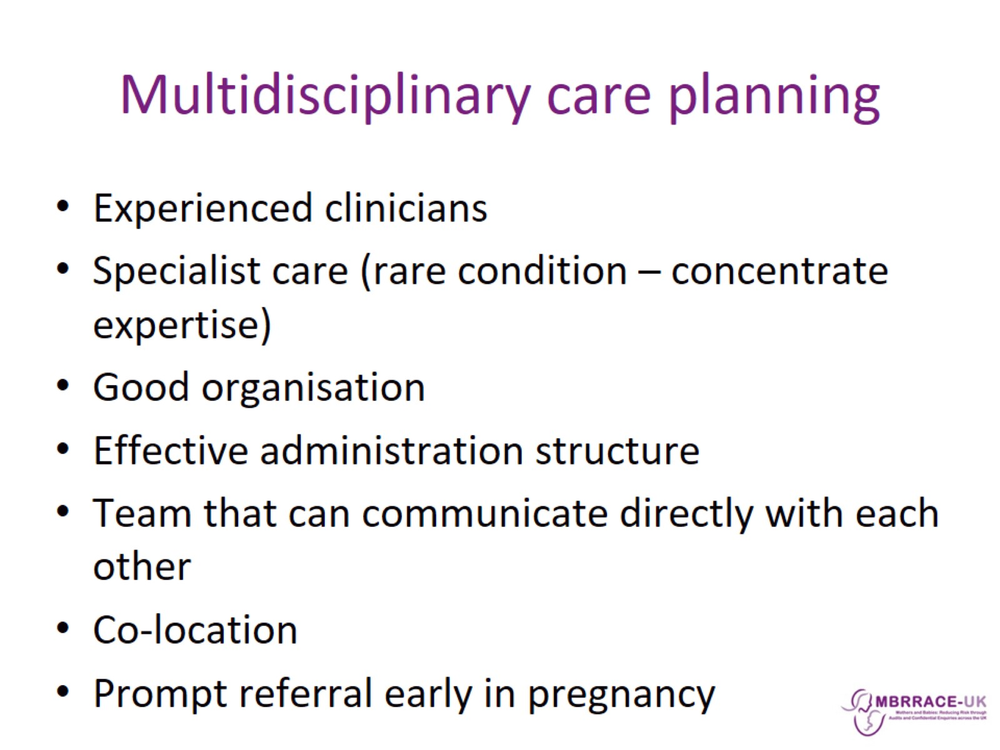 Multidisciplinary care planning
• Experienced clinicians
• Specialist care (rare condition – concentrate
expertise)
• Good organisation
• Effective administration structure
• Team that can communicate directly with each
other
• Co-location
• Prompt referral early in pregnancy
MBRRACE-UK
Mothers and Babies: Reducing Risk through
Audits and Confidential Enquiries across the UK